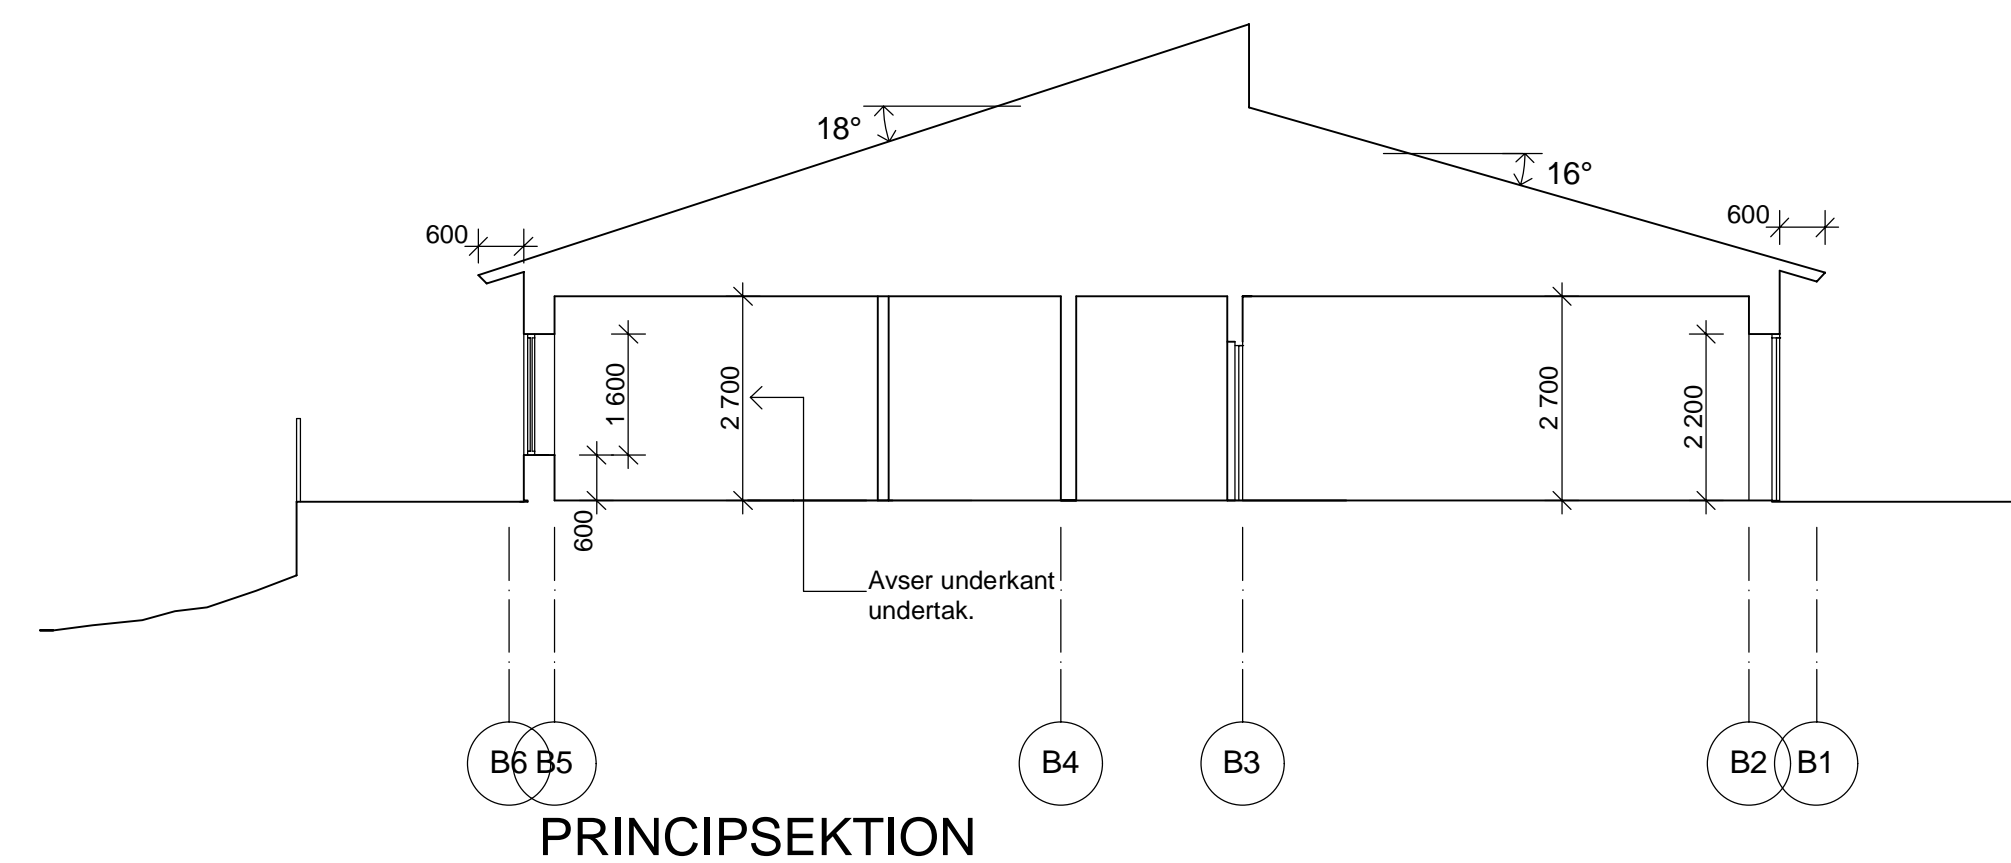 18°
16°
600
600
1 600
2 700
2 700
2 200
600
Avser underkant
undertak.
B6
B5
B4
B3
B2
B1
PRINCIPSEKTION